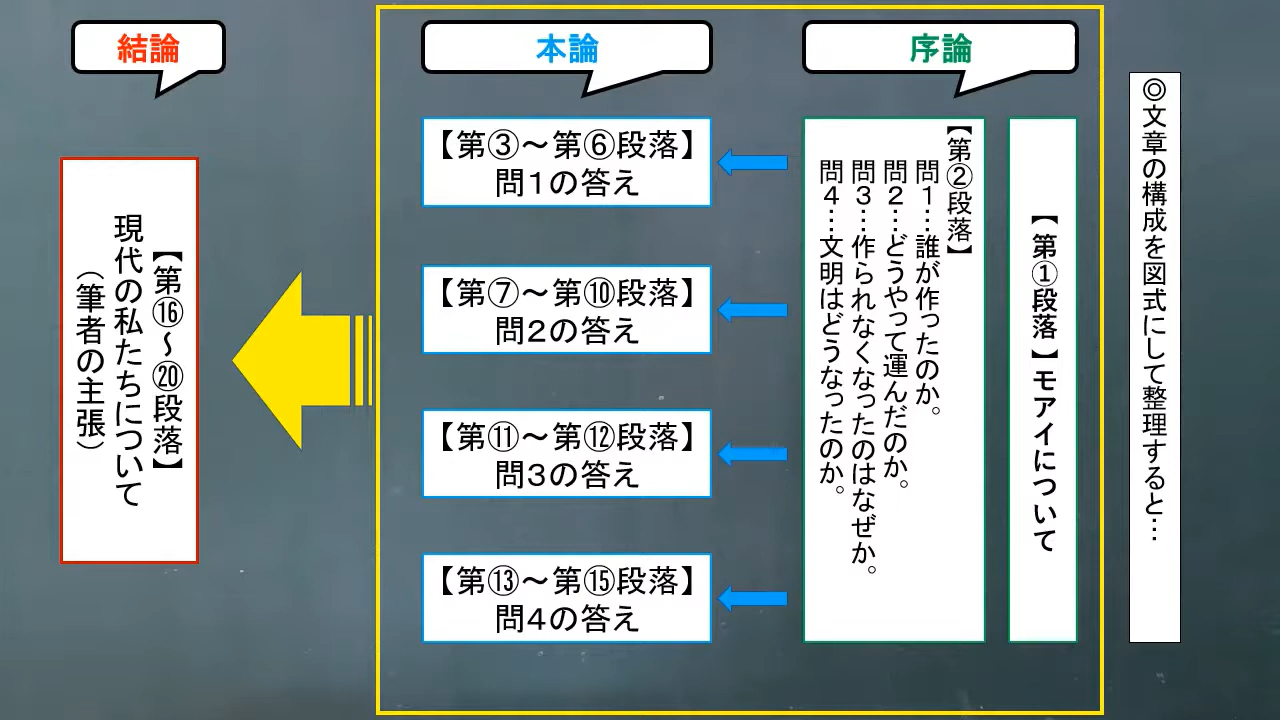 ◎文章の構成を図式にして整理すると…
序論
【第①段落】モアイについて
【第②段落】
問１…誰が作ったのか。
問２…どうやって運んだのか。
問３…作られなくなったのはなぜか。
問４…文明はどうなったのか。
本論
【第③～第⑥段落】
問１の答え
【第⑦～第⑩段落】
問２の答え
【第⑪～第⑫段落】
問３の答え
【第⑬～第⑮段落】
問４の答え
結論
【第⑯～⑳段落】
現代の私たちについて
（筆者の主張）